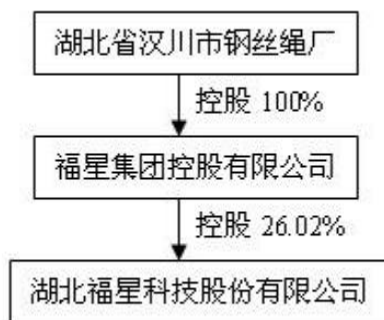 湖北省汉川市钢丝绳厂
控股 100%
福星集团控股有限公司
控股 26.02%
湖北福星科技股份有限公司